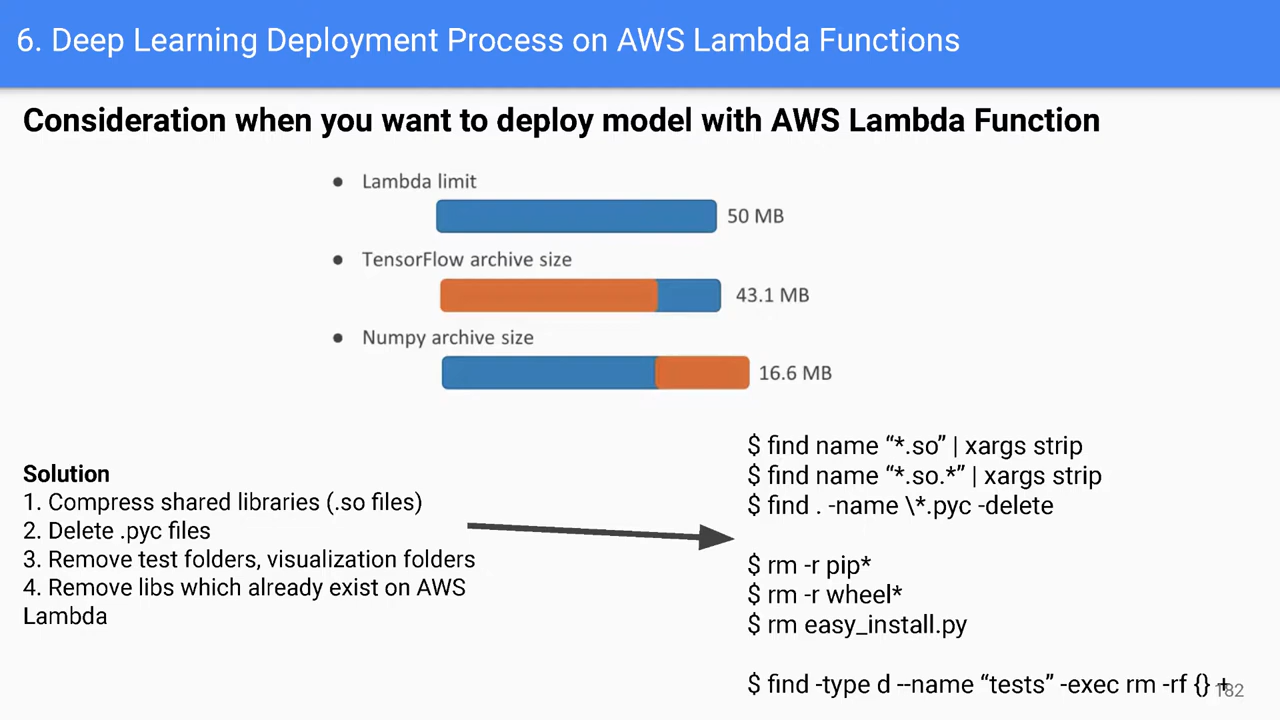 6. Deep Learning Deployment Process on AWS Lambda Functions
Consideration when you want to deploy model with AWS Lambda Function
● Lambda limit
50 MB
● TensorFlow archive size
43.1 MB
● Numpy archive size
16.6 MB
Solution
1. Compress shared libraries (.so files)
2. Delete .pyc files
3. Remove test folders, visualization folders
4. Remove libs which already exist on AWS
Lambda
$ find name “*.so” | xargs strip
$ find name “*.so.*” | xargs strip
$ find . -name \*.pyc -delete
$ rm -r pip*
$ rm -r wheel*
$ rm easy_install.py
$ find -type d --name “tests” -exec rm -rf {} +
182